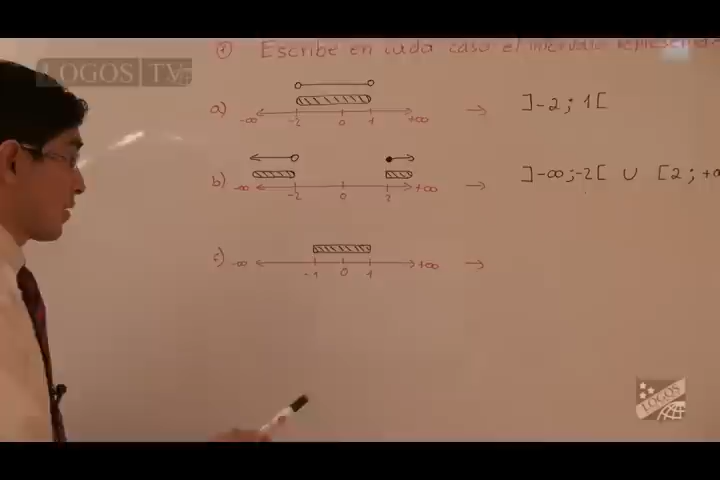 ① Escribe en cada caso el intervalo
LOGOS TV
a) -∞ -2 0 1 +∞ → ]-2; 1[
b) -∞ -2 0 2 +∞ → ]-∞;-2[ ∪ [2; +∞
c) -∞ -1 0 1 +∞ →
LOGOS